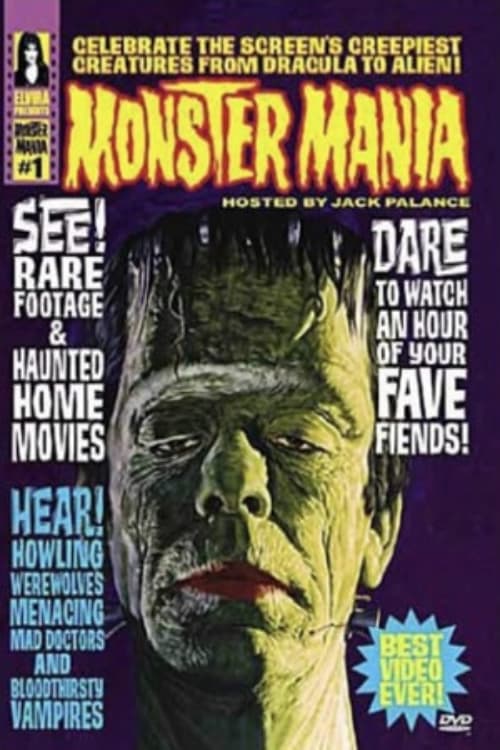 ELVIRA
PRESENTS
MONSTER
MANIA
#1
CELEBRATE THE SCREEN'S CREEPIEST
CREATURES FROM DRACULA TO ALIEN!
MONSTER MANIA
HOSTED BY JACK PALANCE
SEE!
RARE
FOOTAGE
&
HAUNTED
HOME
MOVIES
DARE
TO WATCH
AN HOUR
OF YOUR
FAVE
FIENDS!
HEAR!
HOWLING
WEREWOLVES
MENACING
MAD DOCTORS
AND
BLOODTHIRSTY
VAMPIRES
BEST
VIDEO
EVER!
DVD